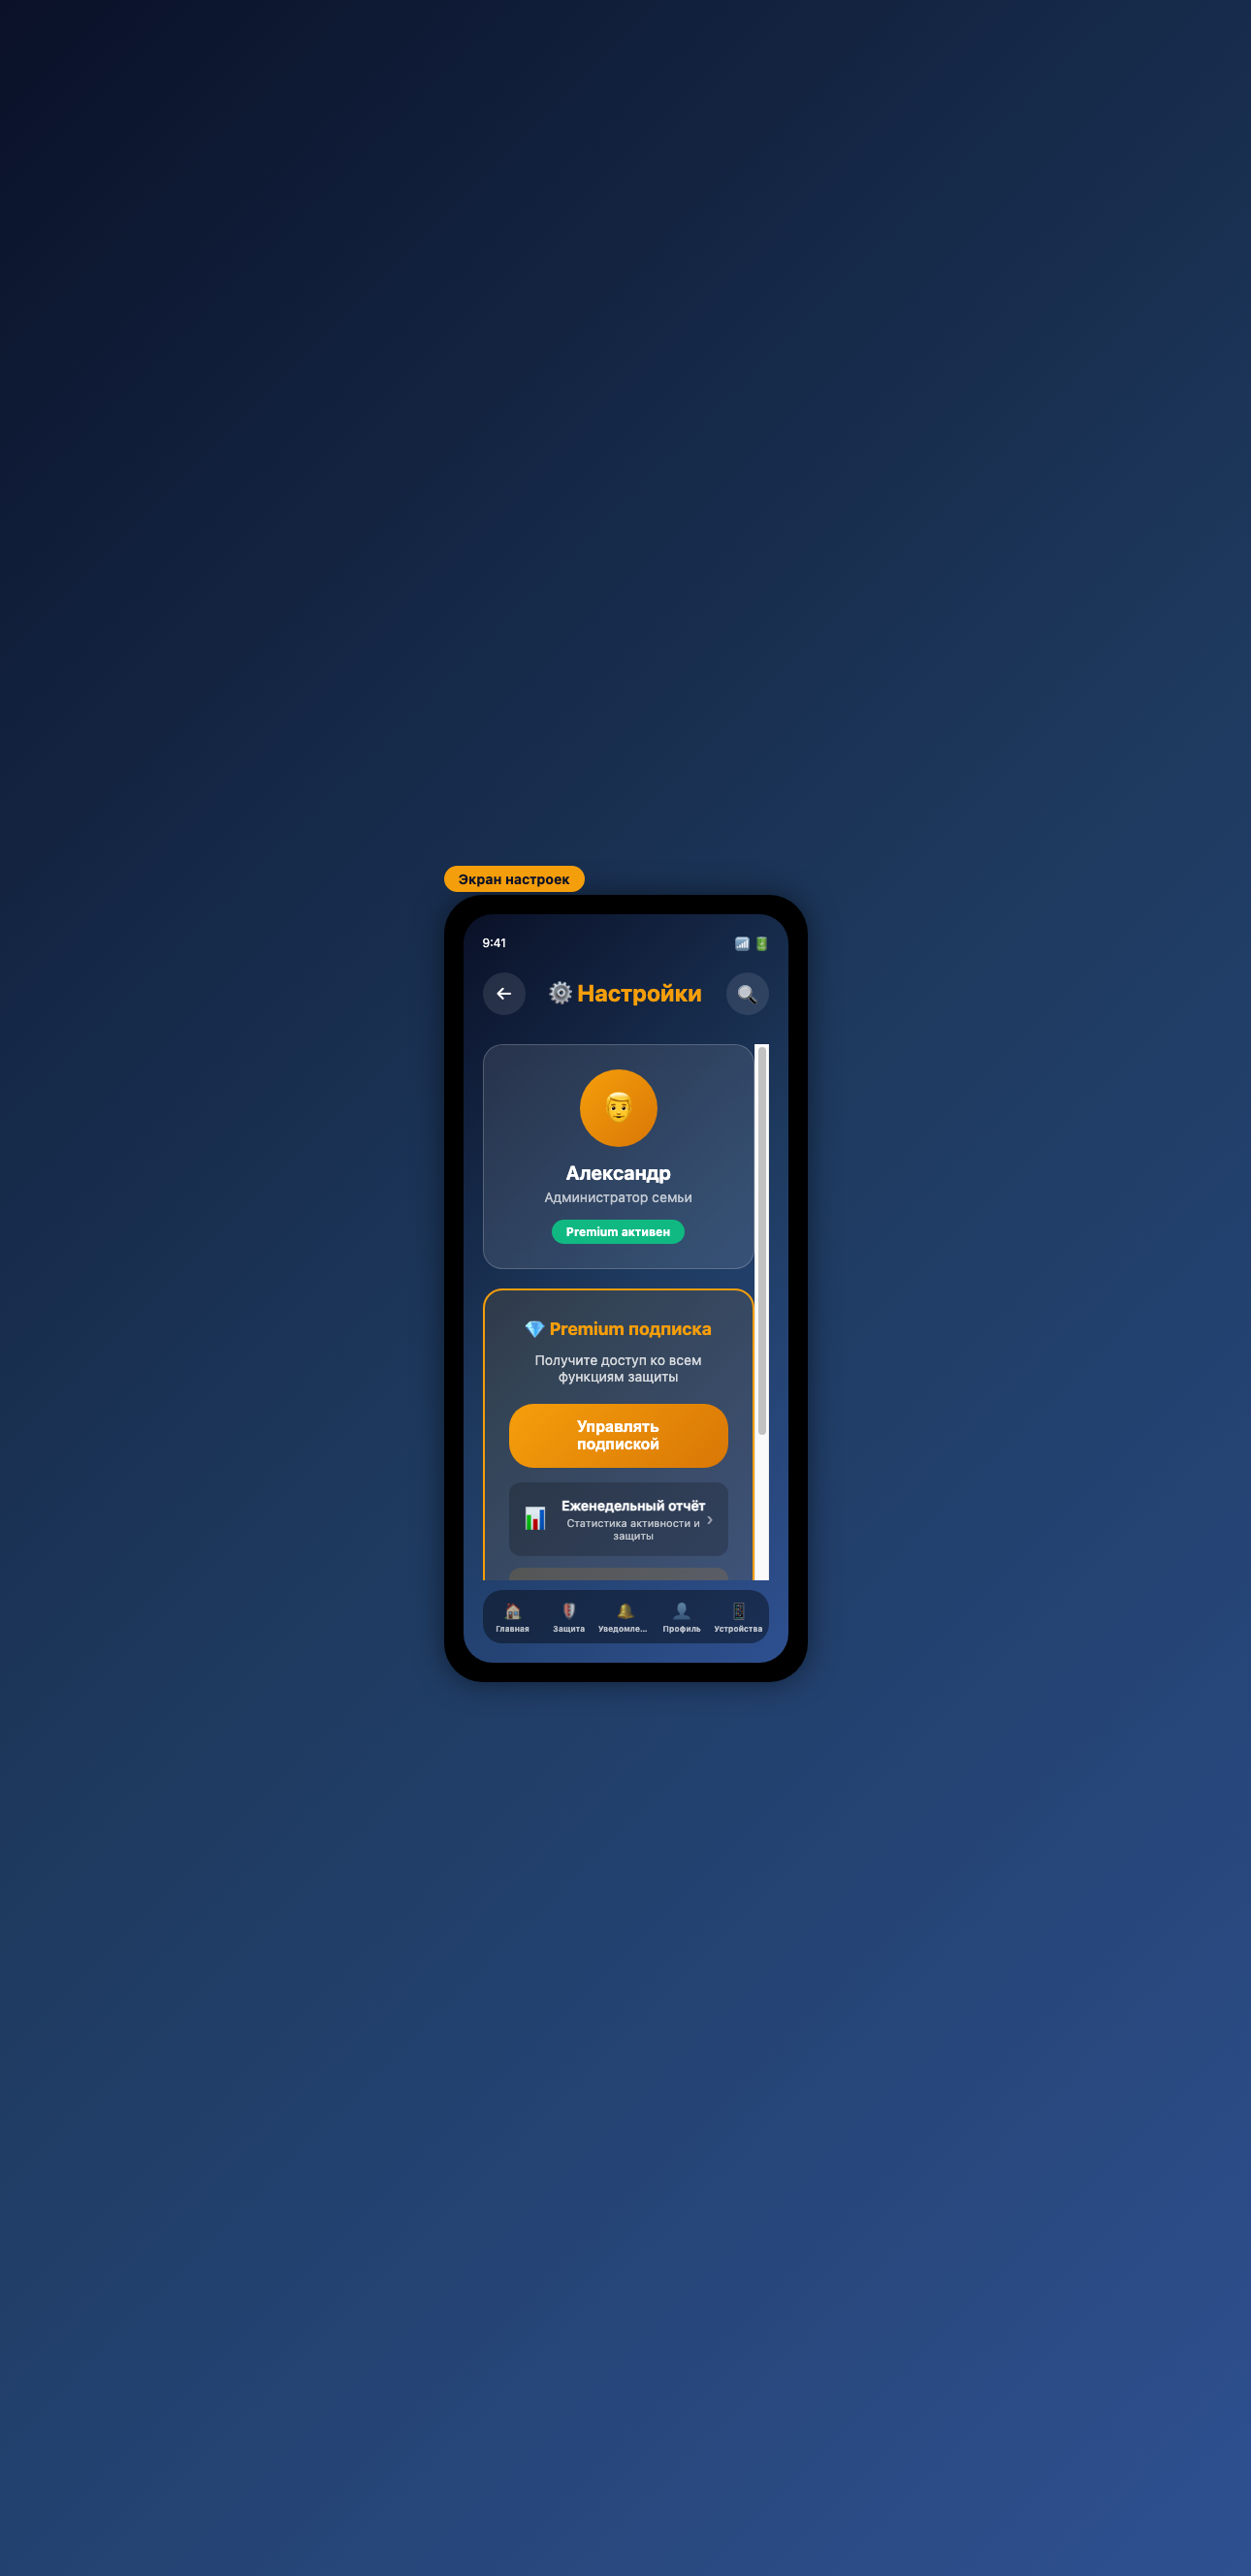 Экран настроек
9:41
Настройки
Александр
Администратор семьи
Premium активен
Premium подписка
Получите доступ ко всем
функциям защиты
Управлять
подпиской
Еженедельный отчёт
Статистика активности и
защиты
Главная
Защита
Уведомле...
Профиль
Устройства